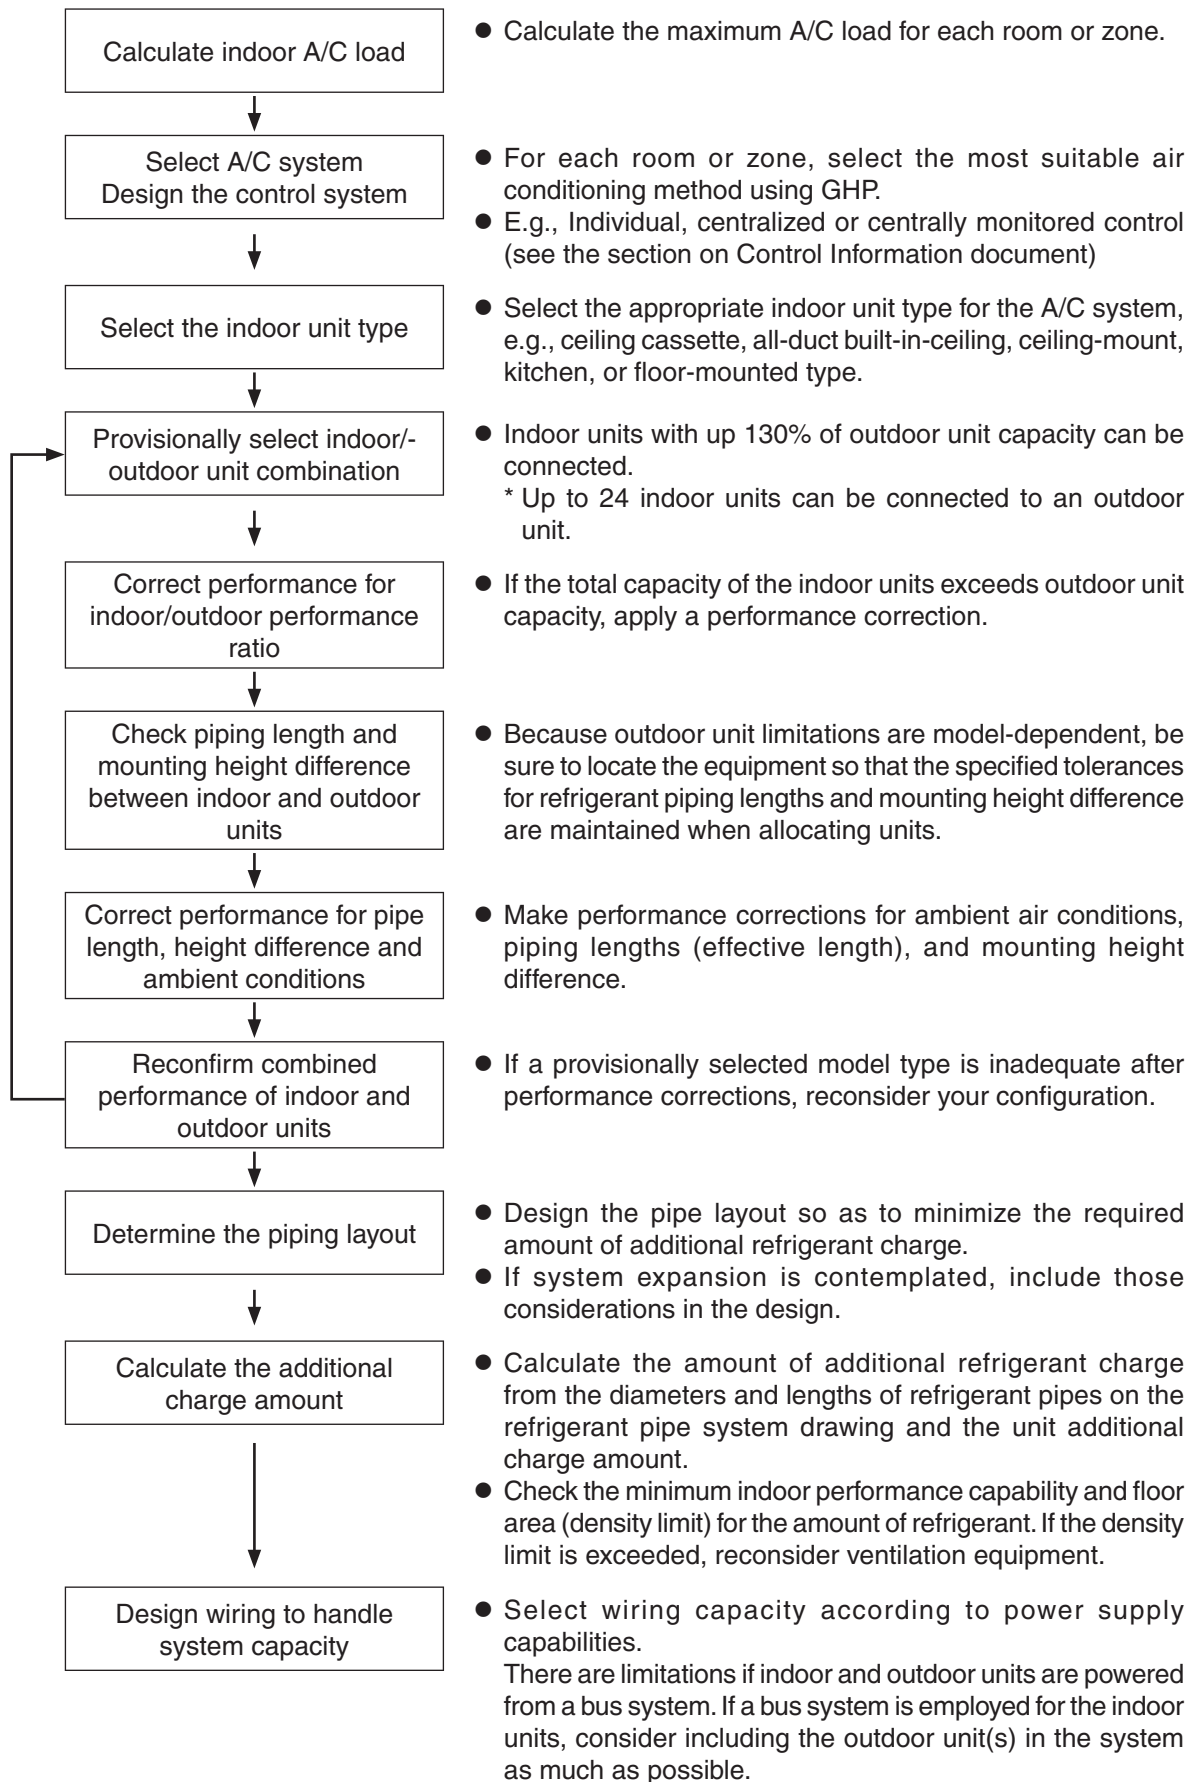 Calculate indoor A/C load
● Calculate the maximum A/C load for each room or zone.
Select A/C system
Design the control system
● For each room or zone, select the most suitable air
conditioning method using GHP.
● E.g., Individual, centralized or centrally monitored control
(see the section on Control Information document)
Select the indoor unit type
● Select the appropriate indoor unit type for the A/C system,
e.g., ceiling cassette, all-duct built-in-ceiling, ceiling-mount,
kitchen, or floor-mounted type.
Provisionally select indoor/-
outdoor unit combination
● Indoor units with up 130% of outdoor unit capacity can be
connected.
* Up to 24 indoor units can be connected to an outdoor
unit.
Correct performance for
indoor/outdoor performance
ratio
● If the total capacity of the indoor units exceeds outdoor unit
capacity, apply a performance correction.
Check piping length and
mounting height difference
between indoor and outdoor
units
● Because outdoor unit limitations are model-dependent, be
sure to locate the equipment so that the specified tolerances
for refrigerant piping lengths and mounting height difference
are maintained when allocating units.
Correct performance for pipe
length, height difference and
ambient conditions
● Make performance corrections for ambient air conditions,
piping lengths (effective length), and mounting height
difference.
Reconfirm combined
performance of indoor and
outdoor units
● If a provisionally selected model type is inadequate after
performance corrections, reconsider your configuration.
Determine the piping layout
● Design the pipe layout so as to minimize the required
amount of additional refrigerant charge.
● If system expansion is contemplated, include those
considerations in the design.
Calculate the additional
charge amount
● Calculate the amount of additional refrigerant charge
from the diameters and lengths of refrigerant pipes on the
refrigerant pipe system drawing and the unit additional
charge amount.
● Check the minimum indoor performance capability and floor
area (density limit) for the amount of refrigerant. If the density
limit is exceeded, reconsider ventilation equipment.
Design wiring to handle
system capacity
● Select wiring capacity according to power supply
capabilities.
There are limitations if indoor and outdoor units are powered
from a bus system. If a bus system is employed for the indoor
units, consider including the outdoor unit(s) in the system
as much as possible.